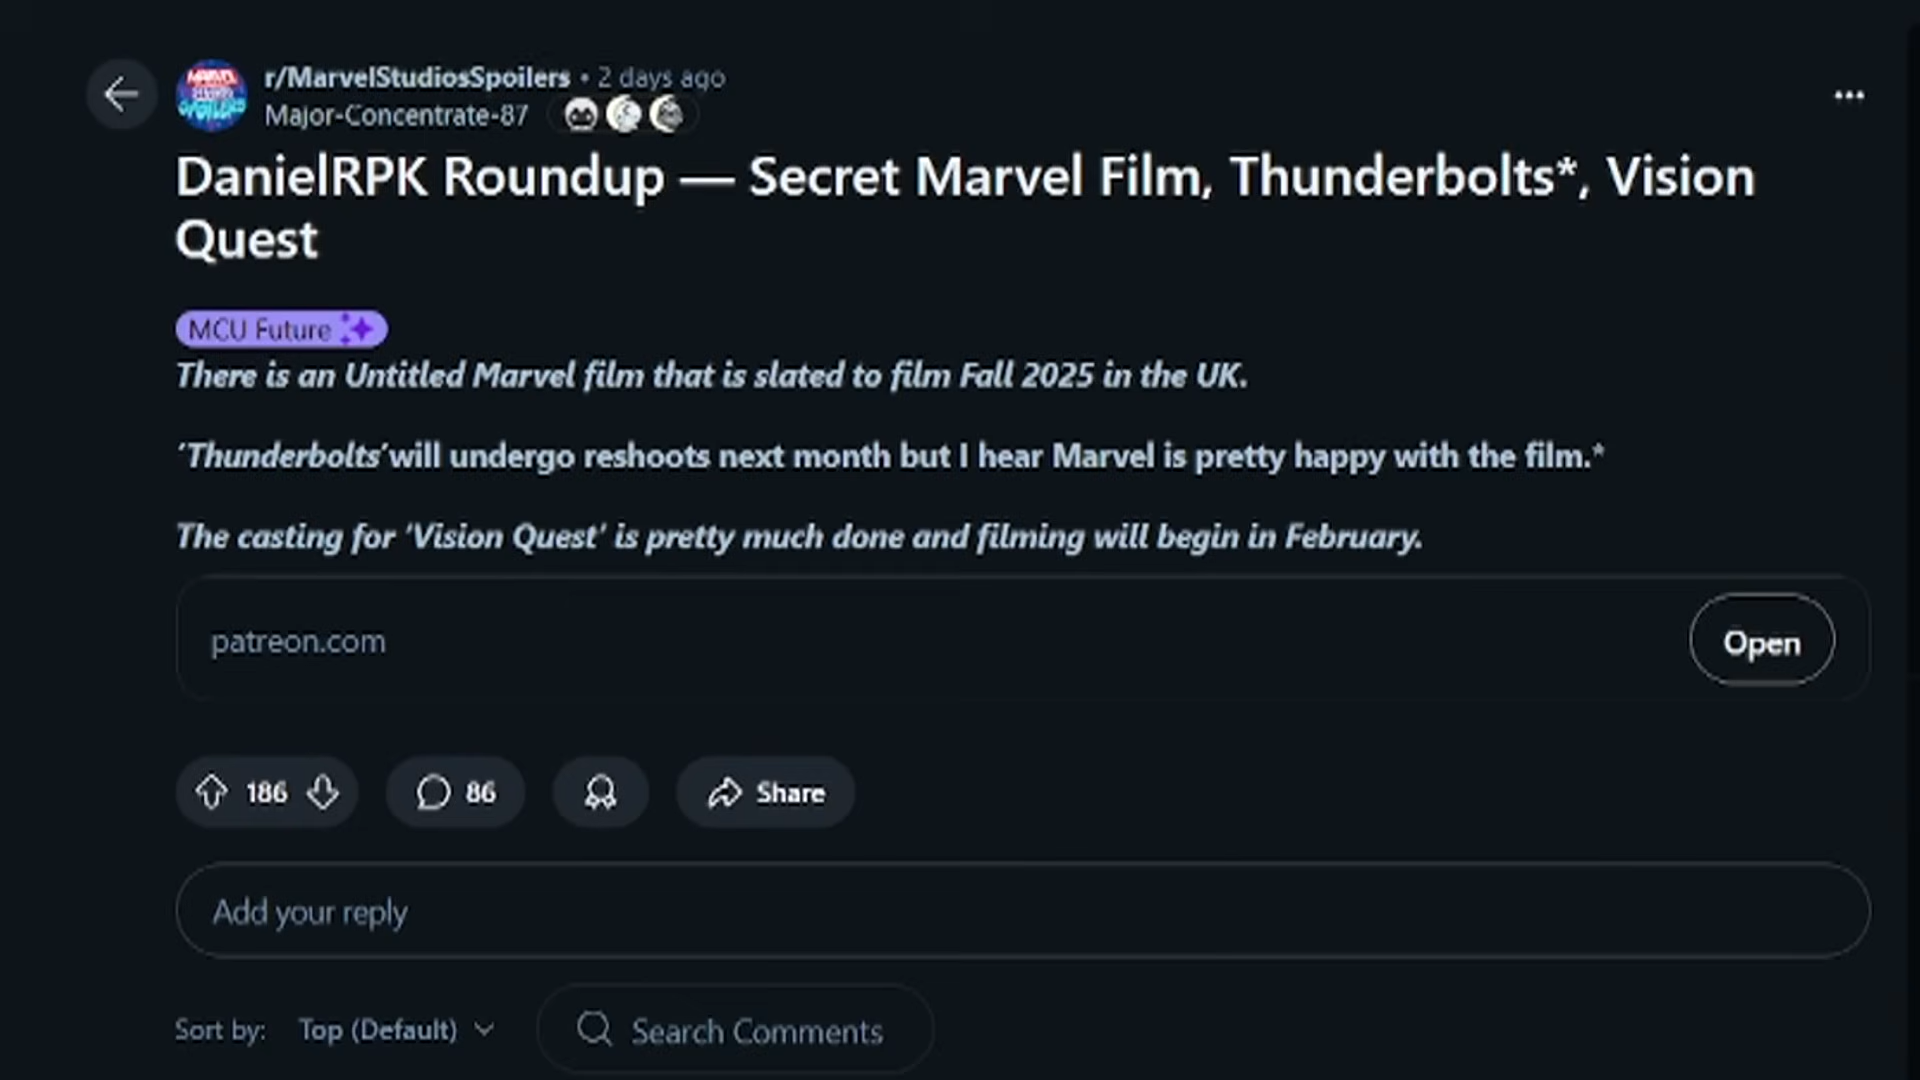 r/MarvelStudiosSpoilers • 2 days ago
Major-Concentrate-87
DanielRPK Roundup — Secret Marvel Film, Thunderbolts*, Vision
Quest
MCU Future
There is an Untitled Marvel film that is slated to film Fall 2025 in the UK.
‘Thunderbolts’will undergo reshoots next month but I hear Marvel is pretty happy with the film.*
The casting for ‘Vision Quest’ is pretty much done and filming will begin in February.
patreon.com
Open
186
86
Share
Add your reply
Sort by: Top (Default)
Search Comments